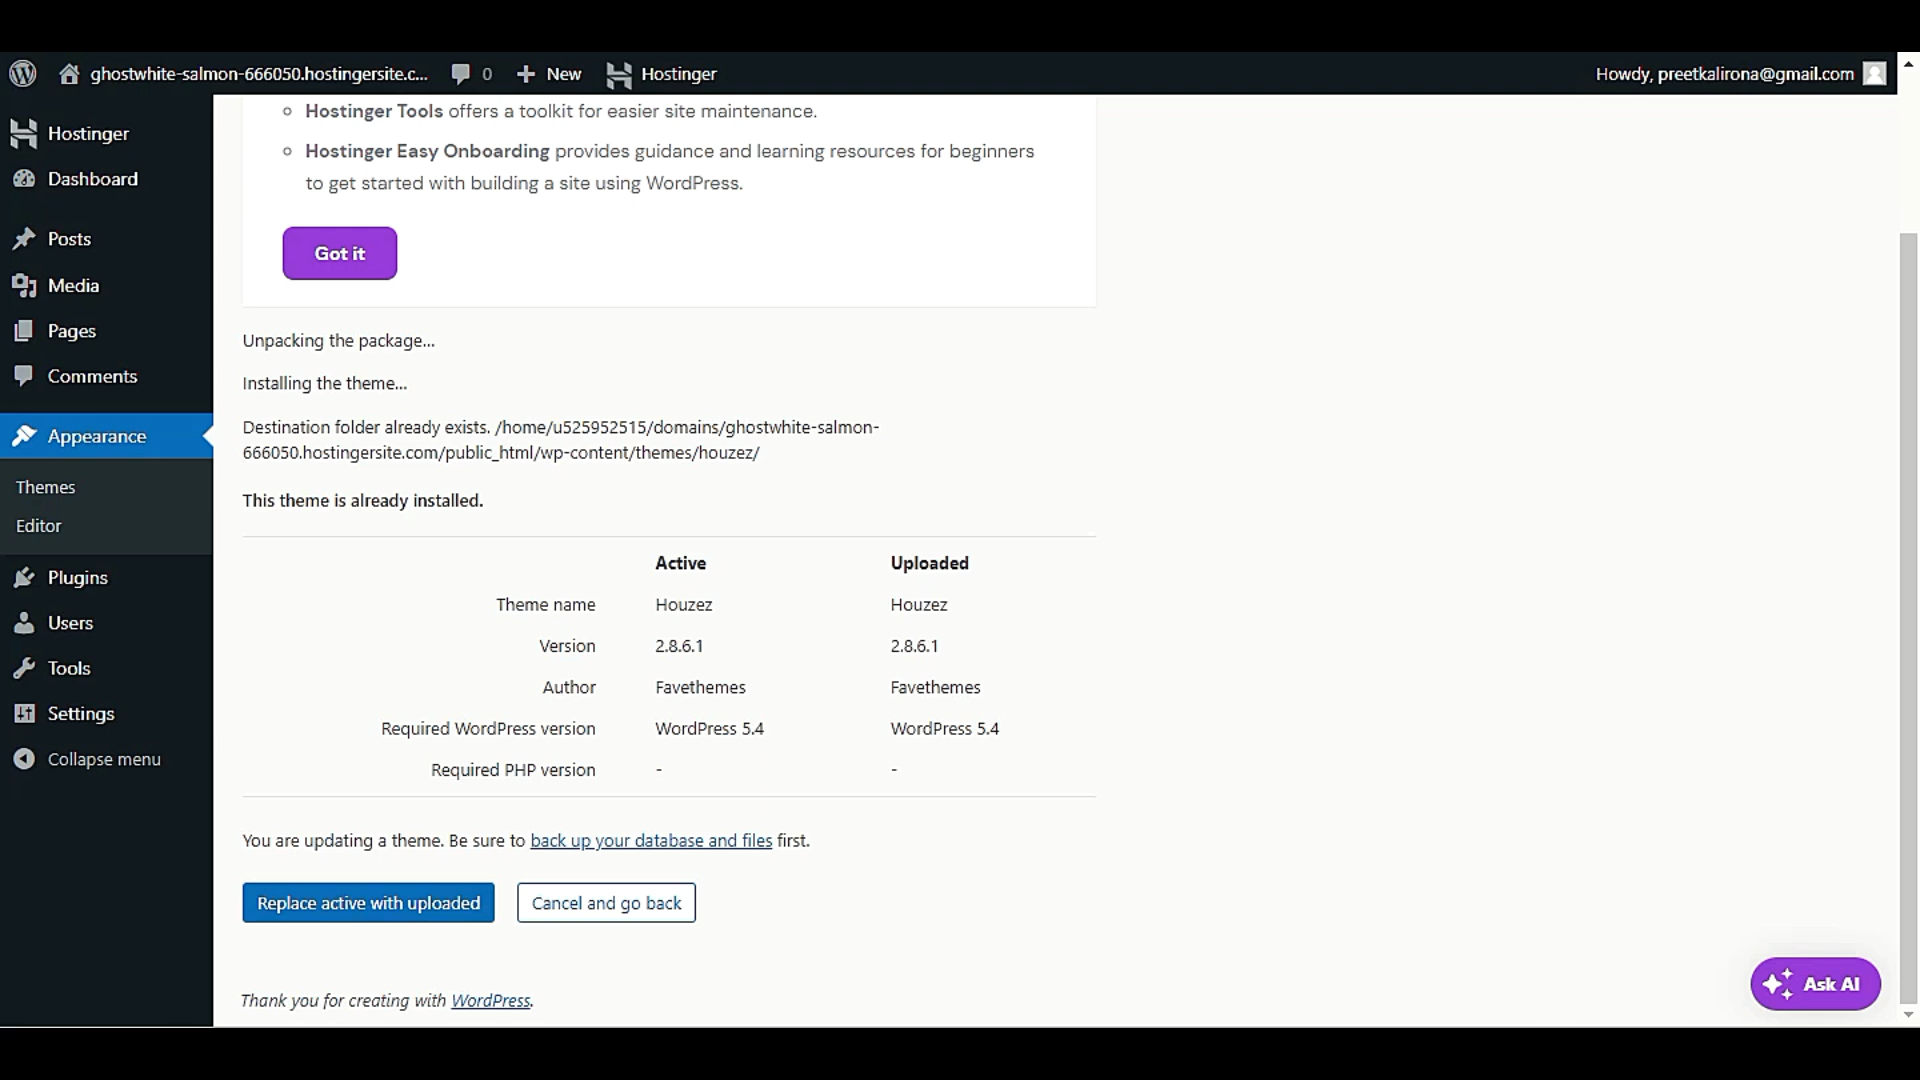 ghostwhite-salmon-666050.hostingersite.c... 0 New Hostinger Howdy, preetkalirona@gmail.com
Hostinger
Dashboard
Posts
Media
Pages
Comments
Appearance
Themes
Editor
Plugins
Users
Tools
Settings
Collapse menu
Hostinger Tools offers a toolkit for easier site maintenance.
Hostinger Easy Onboarding provides guidance and learning resources for beginners
to get started with building a site using WordPress.
Got it
Unpacking the package...
Installing the theme...
Destination folder already exists. /home/u525952515/domains/ghostwhite-salmon-
666050.hostingersite.com/public_html/wp-content/themes/houzez/
This theme is already installed.
Active Uploaded
Theme name Houzez Houzez
Version 2.8.6.1 2.8.6.1
Author Favethemes Favethemes
Required WordPress version WordPress 5.4 WordPress 5.4
Required PHP version - -
You are updating a theme. Be sure to back up your database and files first.
Replace active with uploaded Cancel and go back
Thank you for creating with WordPress.
Ask AI